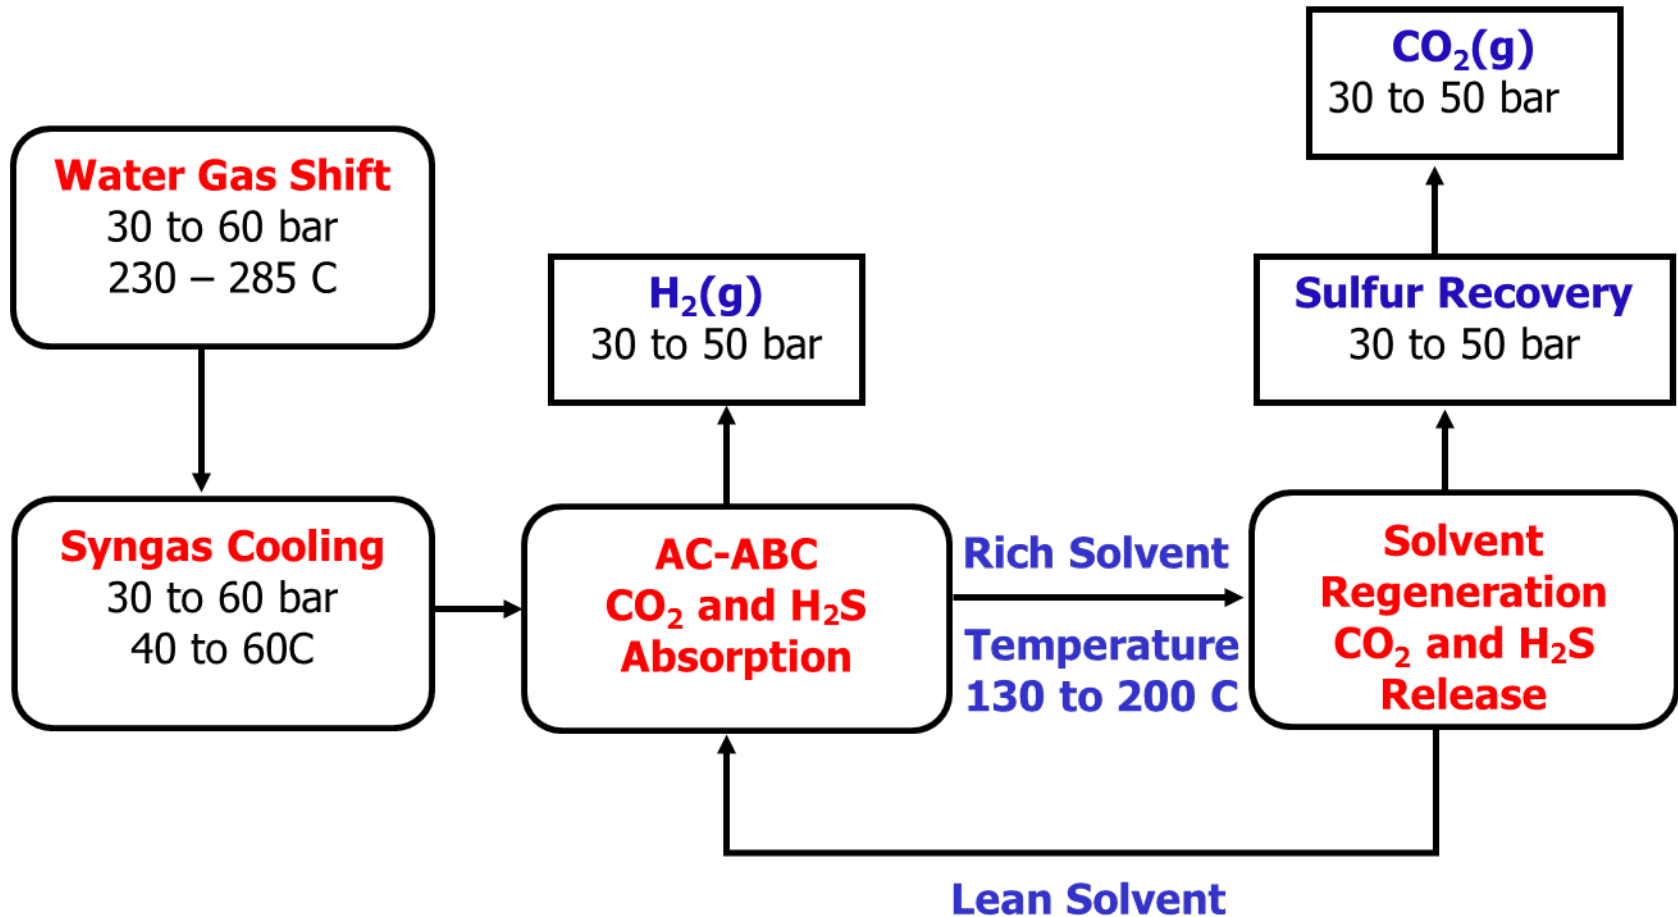 Water Gas Shift
30 to 60 bar
230 – 285 C
Syngas Cooling
30 to 60 bar
40 to 60C
H₂(g)
30 to 50 bar
AC-ABC
CO₂ and H₂S
Absorption
Rich Solvent
Temperature
130 to 200 C
CO₂(g)
30 to 50 bar
Sulfur Recovery
30 to 50 bar
Solvent
Regeneration
CO₂ and H₂S
Release
Lean Solvent